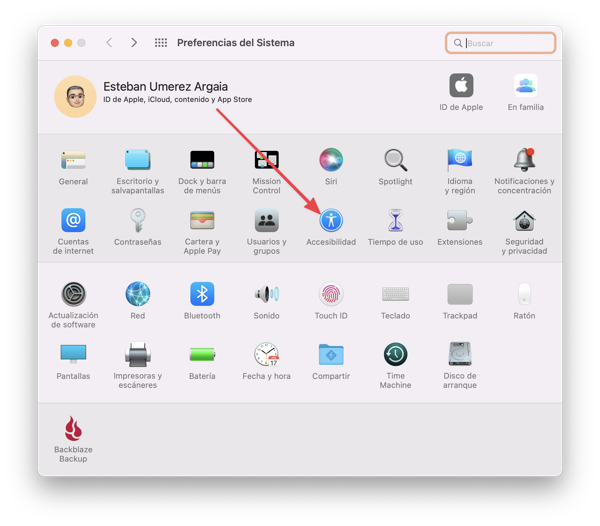 Preferencias del Sistema
Buscar
Esteban Umerez Argaia
ID de Apple, iCloud, contenido y App Store
ID de Apple
En familia
General
Escritorio y
salvapantallas
Dock y barra
de menús
Mission
Control
Siri
Spotlight
Idioma
y región
Notificaciones y
concentración
Cuentas
de internet
Contraseñas
Cartera y
Apple Pay
Usuarios y
grupos
Accesibilidad
Tiempo de uso
Extensiones
Seguridad
y privacidad
Actualización
de software
Red
Bluetooth
Sonido
Touch ID
Teclado
Trackpad
Ratón
Pantallas
Impresoras y
escáneres
Batería
17
Fecha y hora
Compartir
Time
Machine
Disco de
arranque
Backblaze
Backup